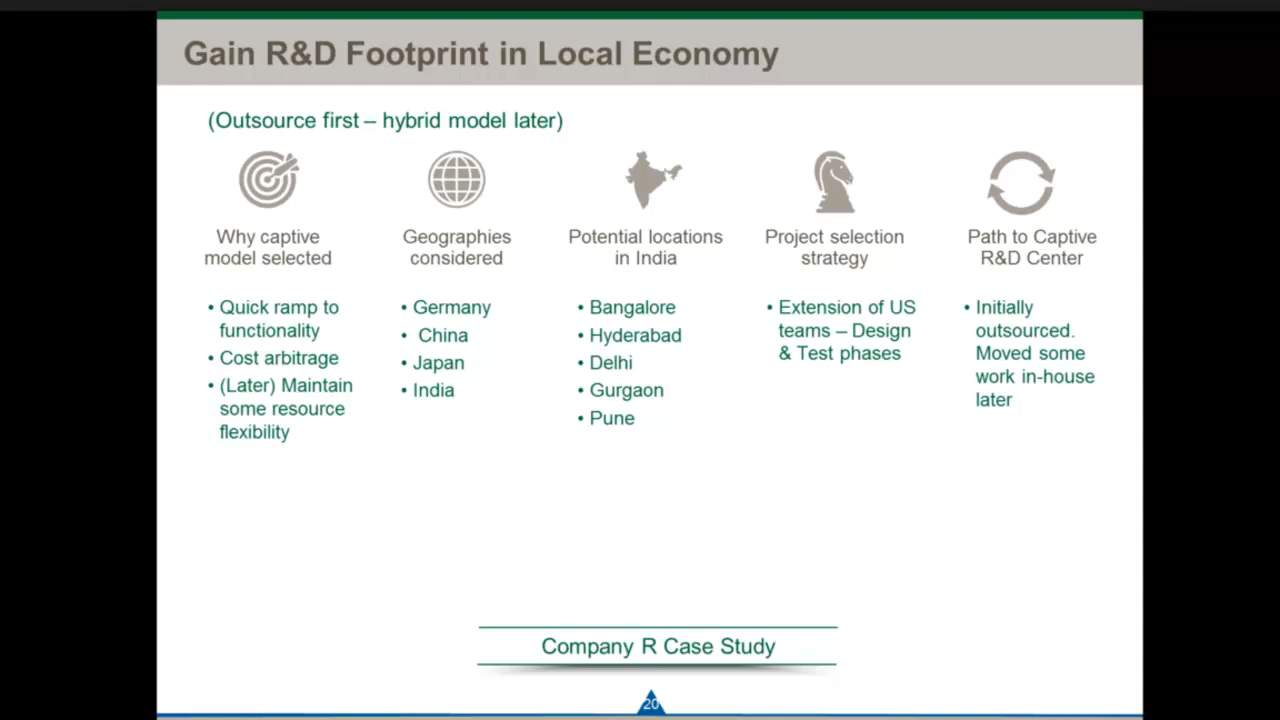 Gain R&D Footprint in Local Economy
(Outsource first – hybrid model later)
Why captive
model selected
• Quick ramp to
functionality
• Cost arbitrage
• (Later) Maintain
some resource
flexibility
Geographies
considered
• Germany
• China
• Japan
• India
Potential locations
in India
• Bangalore
• Hyderabad
• Delhi
• Gurgaon
• Pune
Project selection
strategy
• Extension of US
teams – Design
& Test phases
Path to Captive
R&D Center
• Initially
outsourced.
Moved some
work in-house
later
Company R Case Study
20